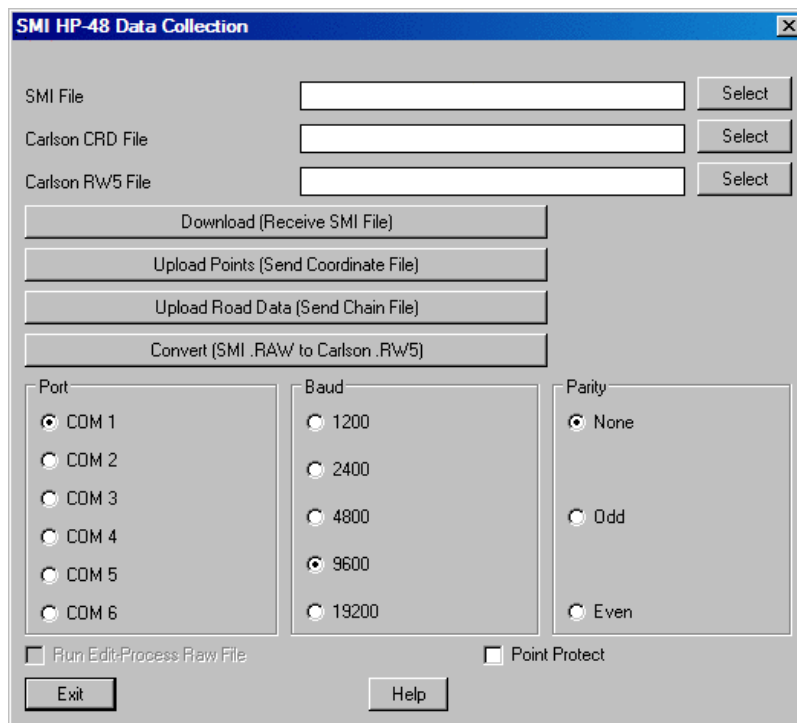 SMI HP-48 Data Collection
SMI File
Select
Carlson CRD File
Select
Carlson RW5 File
Select
Download (Receive SMI File)
Upload Points (Send Coordinate File)
Upload Road Data (Send Chain File)
Convert (SMI .RAW to Carlson .RW5)
Port
COM 1
COM 2
COM 3
COM 4
COM 5
COM 6
Baud
1200
2400
4800
9600
19200
Parity
None
Odd
Even
Run Edit-Process Raw File
Point Protect
Exit
Help